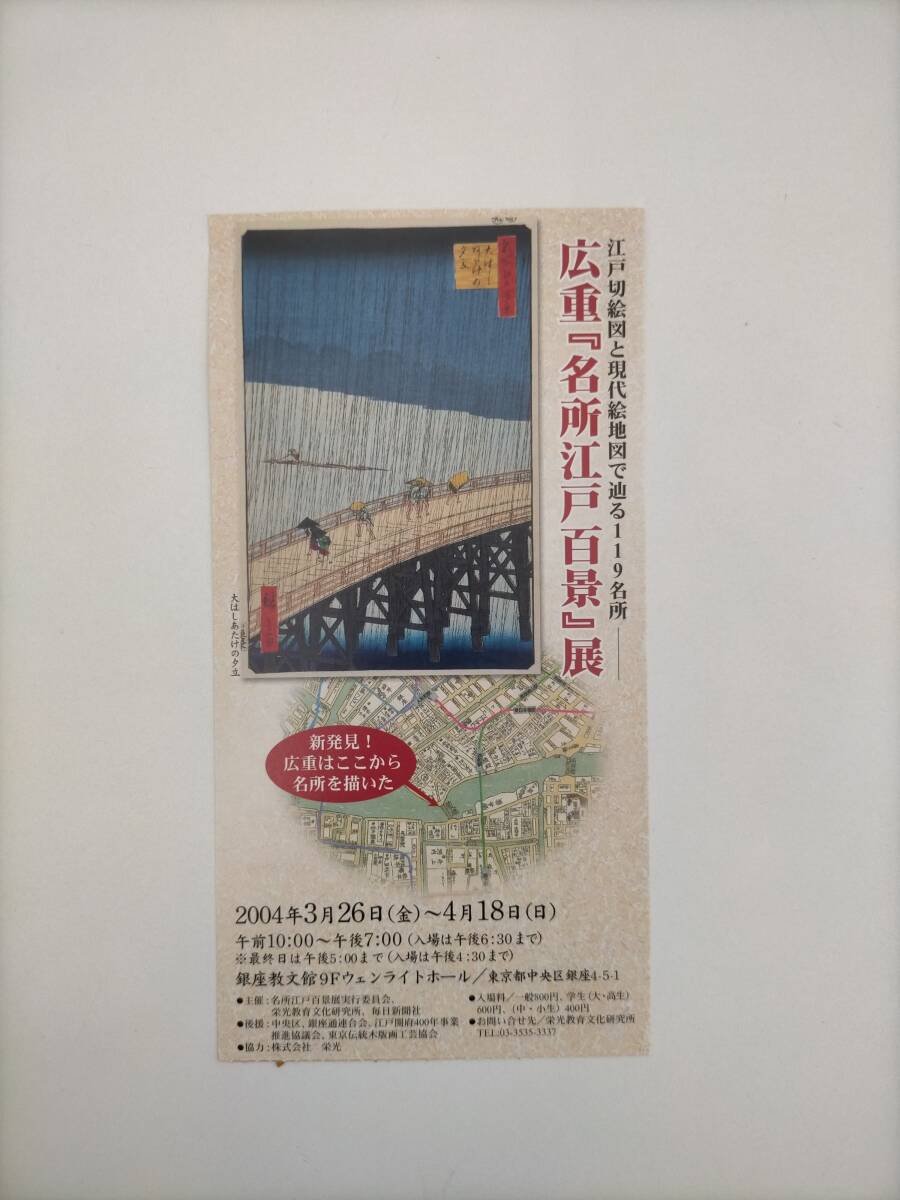 江戸切絵図と現代絵地図で辿る119名所
広重『名所江戸百景』展
大はしあたけの夕立
新発見!
広重はここから
名所を描いた
2004年3月26日(金)～4月18日(日)
午前10:00～午後7:00(入場は午後6:30まで)
※最終日は午後5:00まで(入場は午後4:30まで)
銀座教文館9Fウェンライトホール／東京都中央区銀座4-5-1
●主催:名所江戸百景展実行委員会、
栄光教育文化研究所、毎日新聞社
●後援:中央区、銀座通連合会、江戸開府400年事業
推進協議会、東京伝統木版画工芸協会
●協力:株式会社 栄光
●入場料／一般800円、学生(大・高生)
600円、(中・小生)400円
●お問い合せ先／栄光教育文化研究所
TEL:03-3535-3337